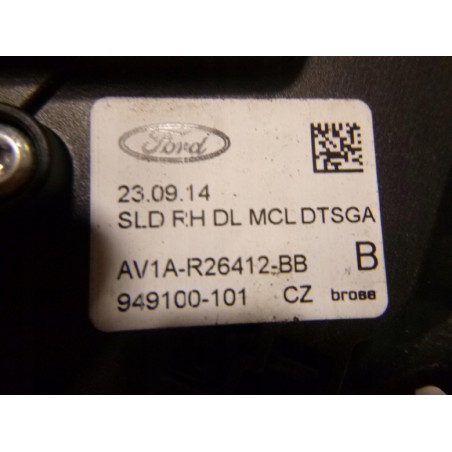 Ford
23.09.14
SLD RH DL MCL DTSGA
AV1A-R26412-BB B
949100-101 CZ brose